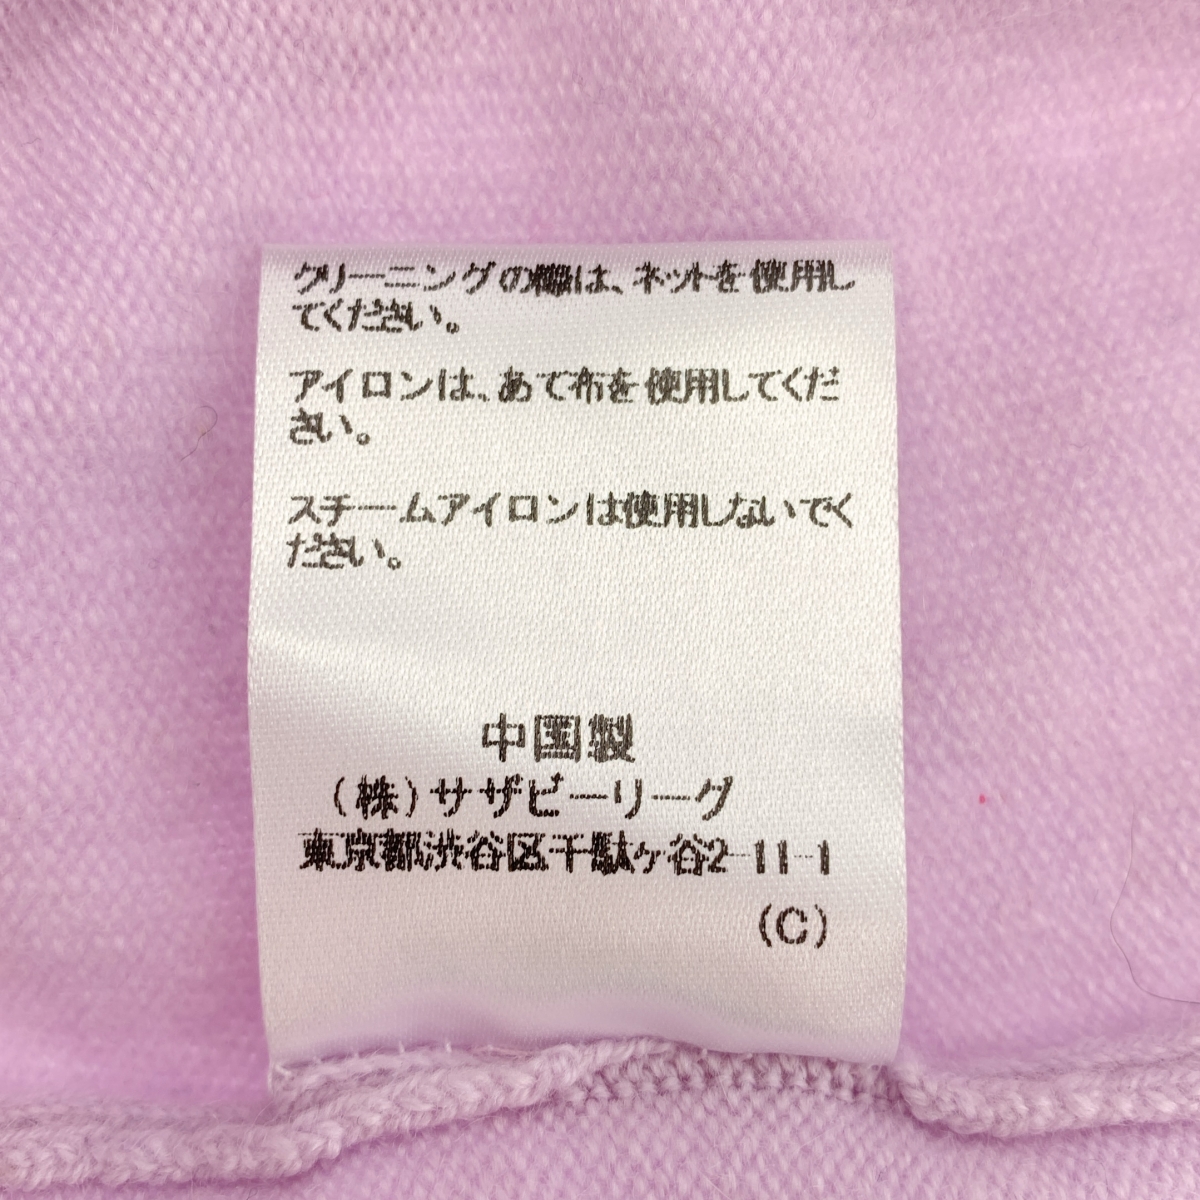 クリーニングの際は、ネットを使用し
てください。
アイロンは、あて布を使用してくだ
さい。
スチームアイロンは使用しないでく
ださい。
中国製
（株）サザビーリーグ
東京都渋谷区千駄ヶ谷2-11-1
(C)